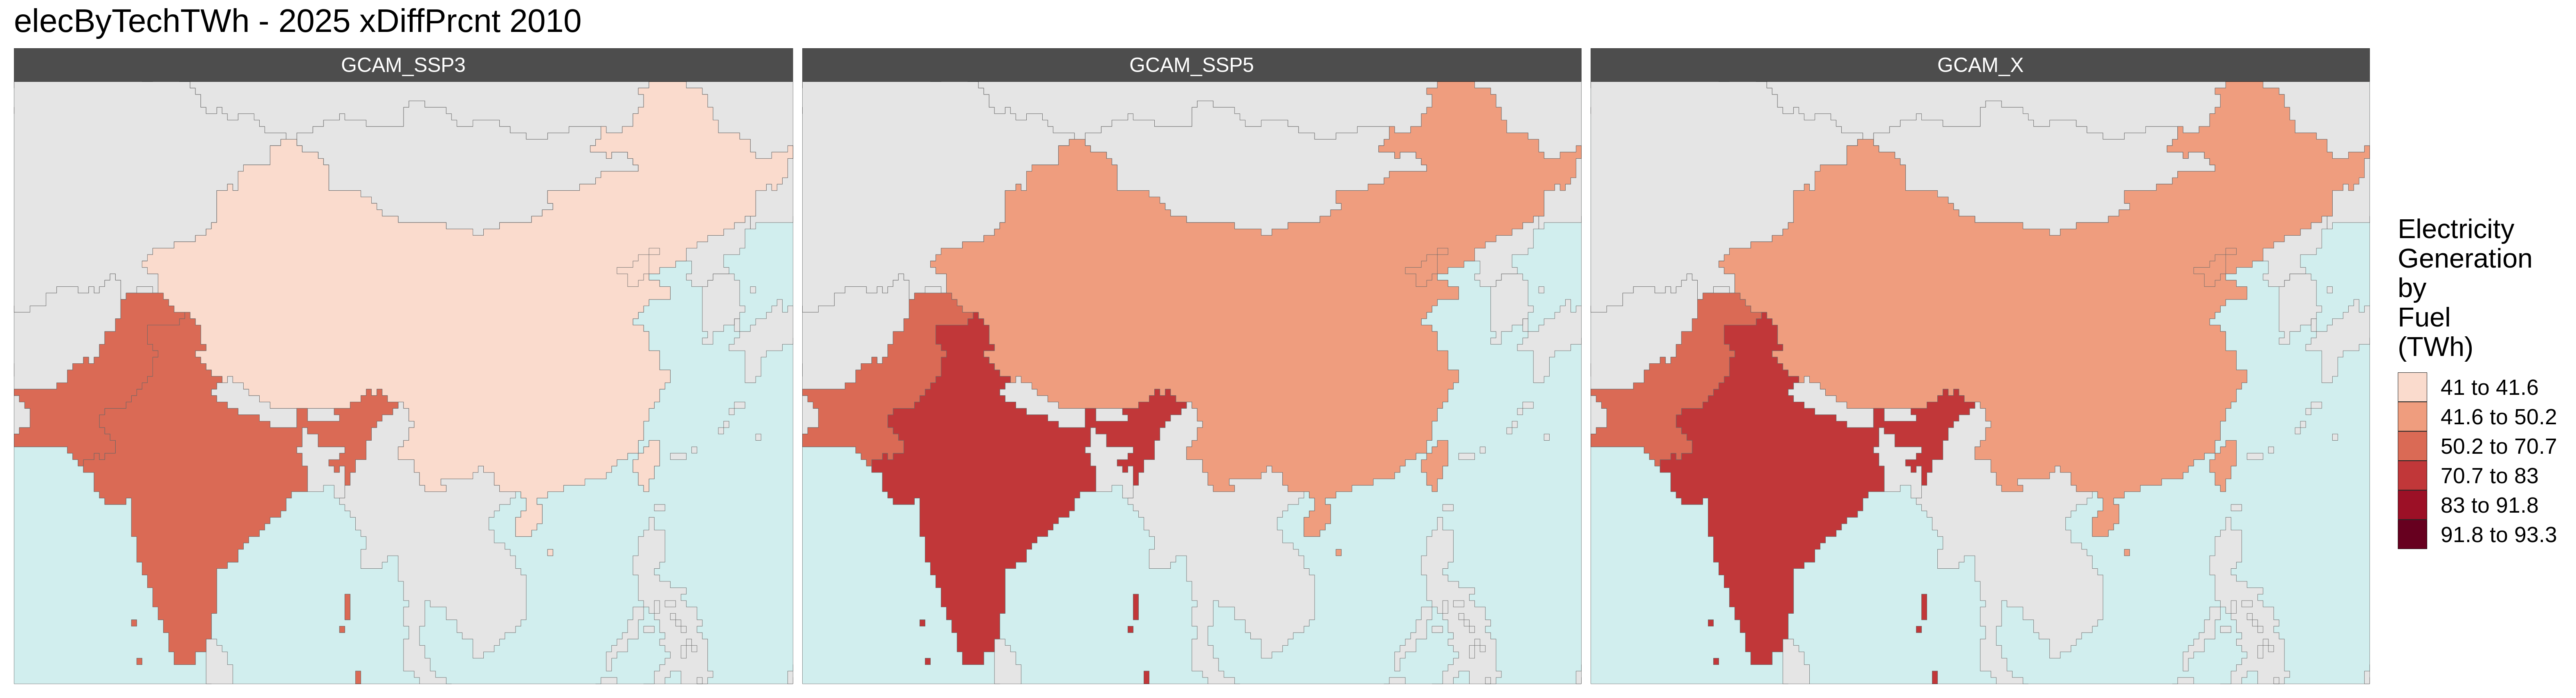 elecByTechTWh - 2025 xDiffPrcnt 2010
GCAM_SSP3
GCAM_SSP5
GCAM_X
Electricity
Generation
by
Fuel
(TWh)
41 to 41.6
41.6 to 50.2
50.2 to 70.7
70.7 to 83
83 to 91.8
91.8 to 93.3